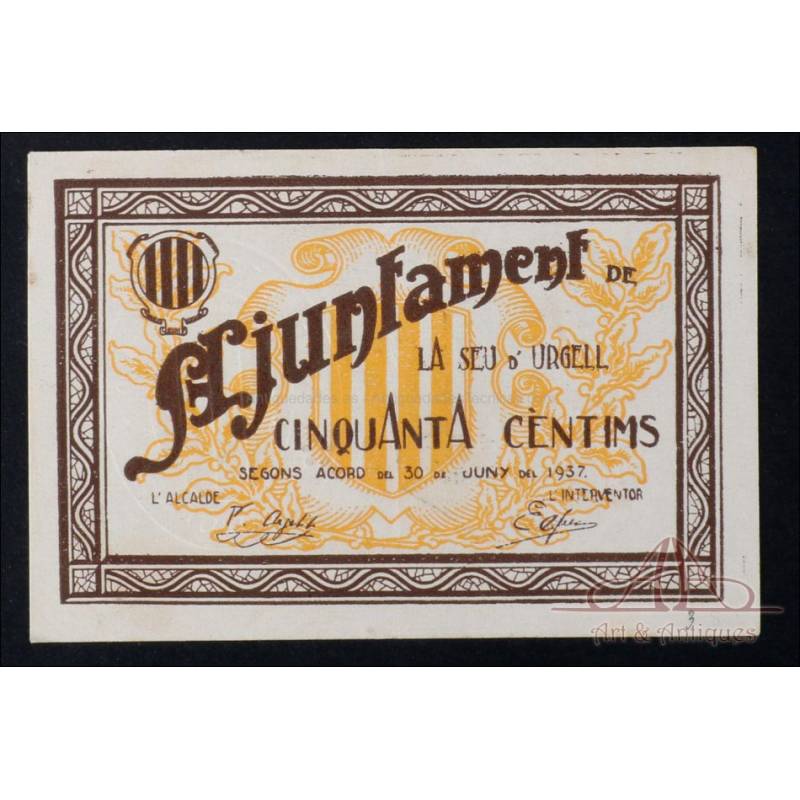 Ajuntament DE
LA SEU D'URGELL
CINQUANTA CÈNTIMS
SEGONS ACORD DEL 30 DE JUNY DEL 1937.
L'ALCALDE
L'INTERVENTOR
3
Art & Antiques